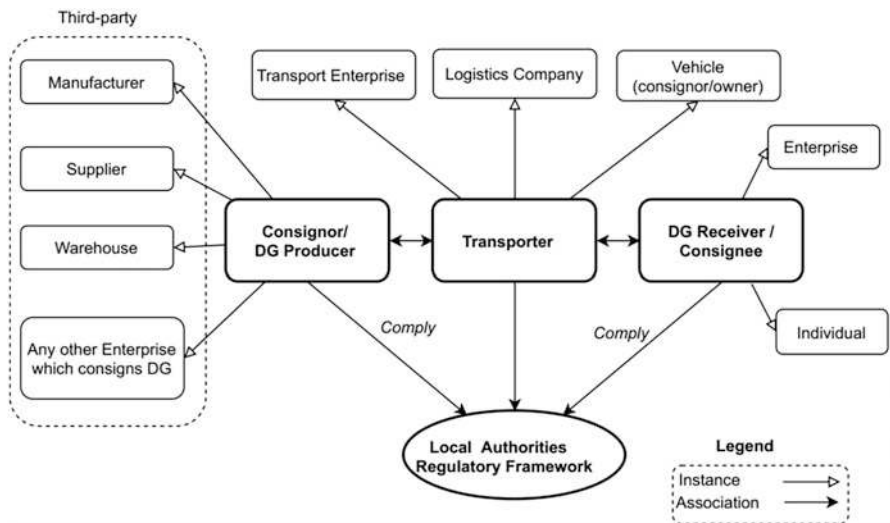 Third-party
Manufacturer
Supplier
Warehouse
Any other Enterprise
which consigns DG
Transport Enterprise
Logistics Company
Vehicle
(consignor/owner)
Enterprise
Consignor/
DG Producer
Transporter
DG Receiver /
Consignee
Individual
Comply
Comply
Local Authorities
Regulatory Framework
Legend
Instance
Association